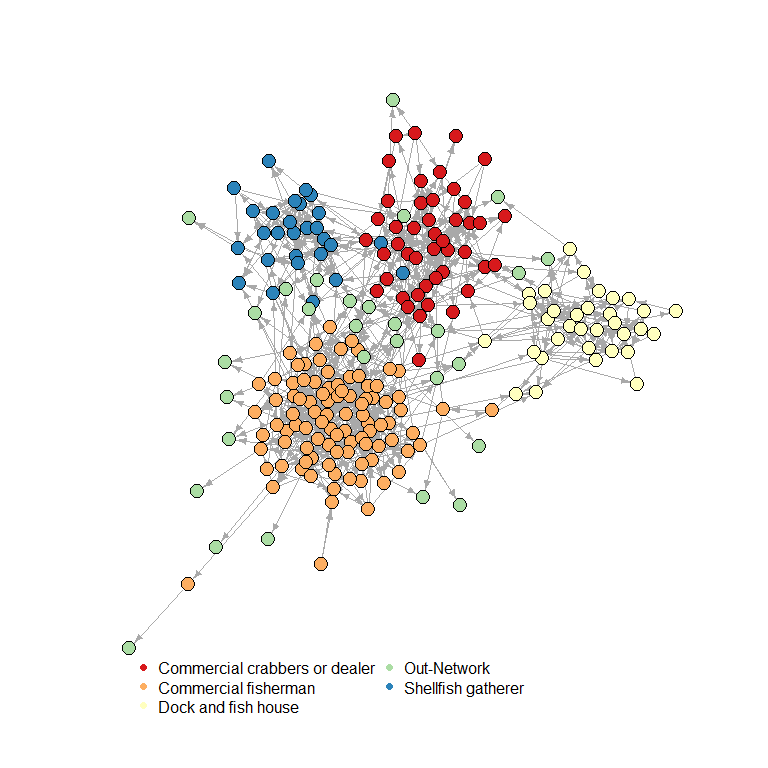 Commercial crabbers or dealer
Out-Network
Commercial fisherman
Shellfish gatherer
Dock and fish house